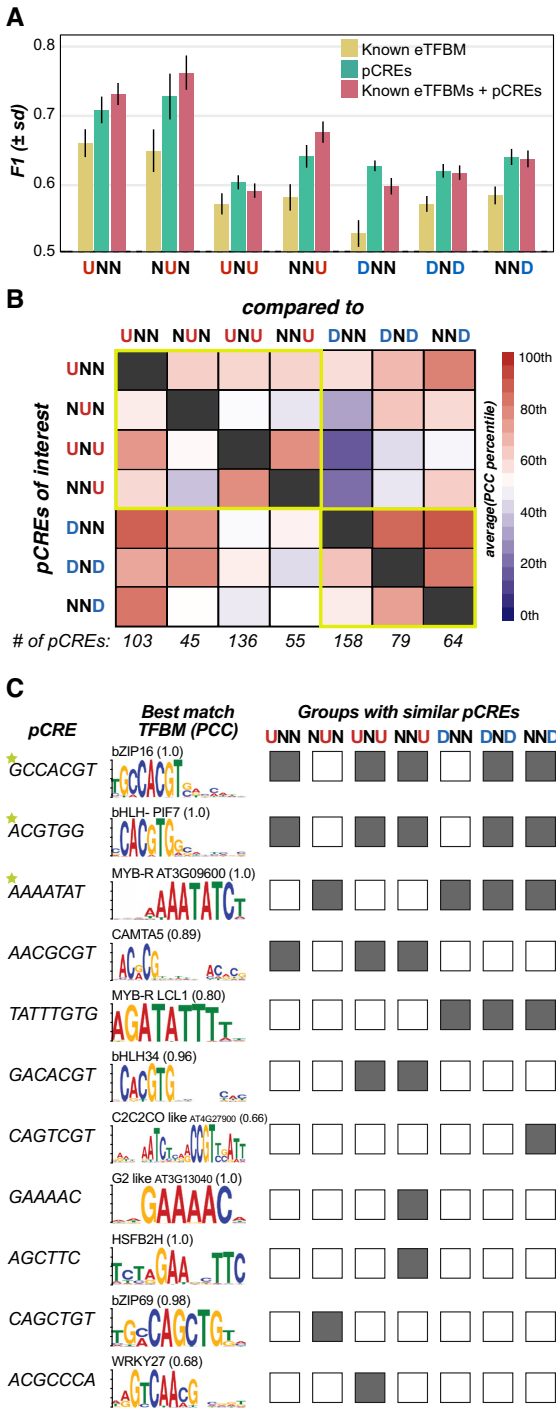 A
0.8
Known eTFBM
pCREs
Known eTFBMs + pCREs
0.7
F1 (± sd)
0.6
0.5
UNN NUN UNU NNU DNN DND NND
B
compared to
UNN NUN UNU NNU DNN DND NND
UNN
NUN
UNU
NNU
DNN
DND
NND
pCREs of interest
100th
80th
60th
40th
20th
0th
average(PCC percentile)
# of pCREs: 103 45 136 55 158 79 64
C
pCRE
Best match
TFBM (PCC)
Groups with similar pCREs
UNN NUN UNU NNU DNN DND NND
bZIP16 (1.0)
GCCACGT
bHLH- PIF7 (1.0)
ACGTGG
MYB-R AT3G09600 (1.0)
AAAATAT
CAMTA5 (0.89)
AACGCGT
MYB-R LCL1 (0.80)
TATTTGTG
bHLH34 (0.96)
GACACGT
C2C2CO like AT4G27900 (0.66)
CAGTCGT
G2 like AT3G13040 (1.0)
GAAAAC
HSFB2H (1.0)
AGCTTC
bZIP69 (0.98)
CAGCTGT
WRKY27 (0.68)
ACGCCCA